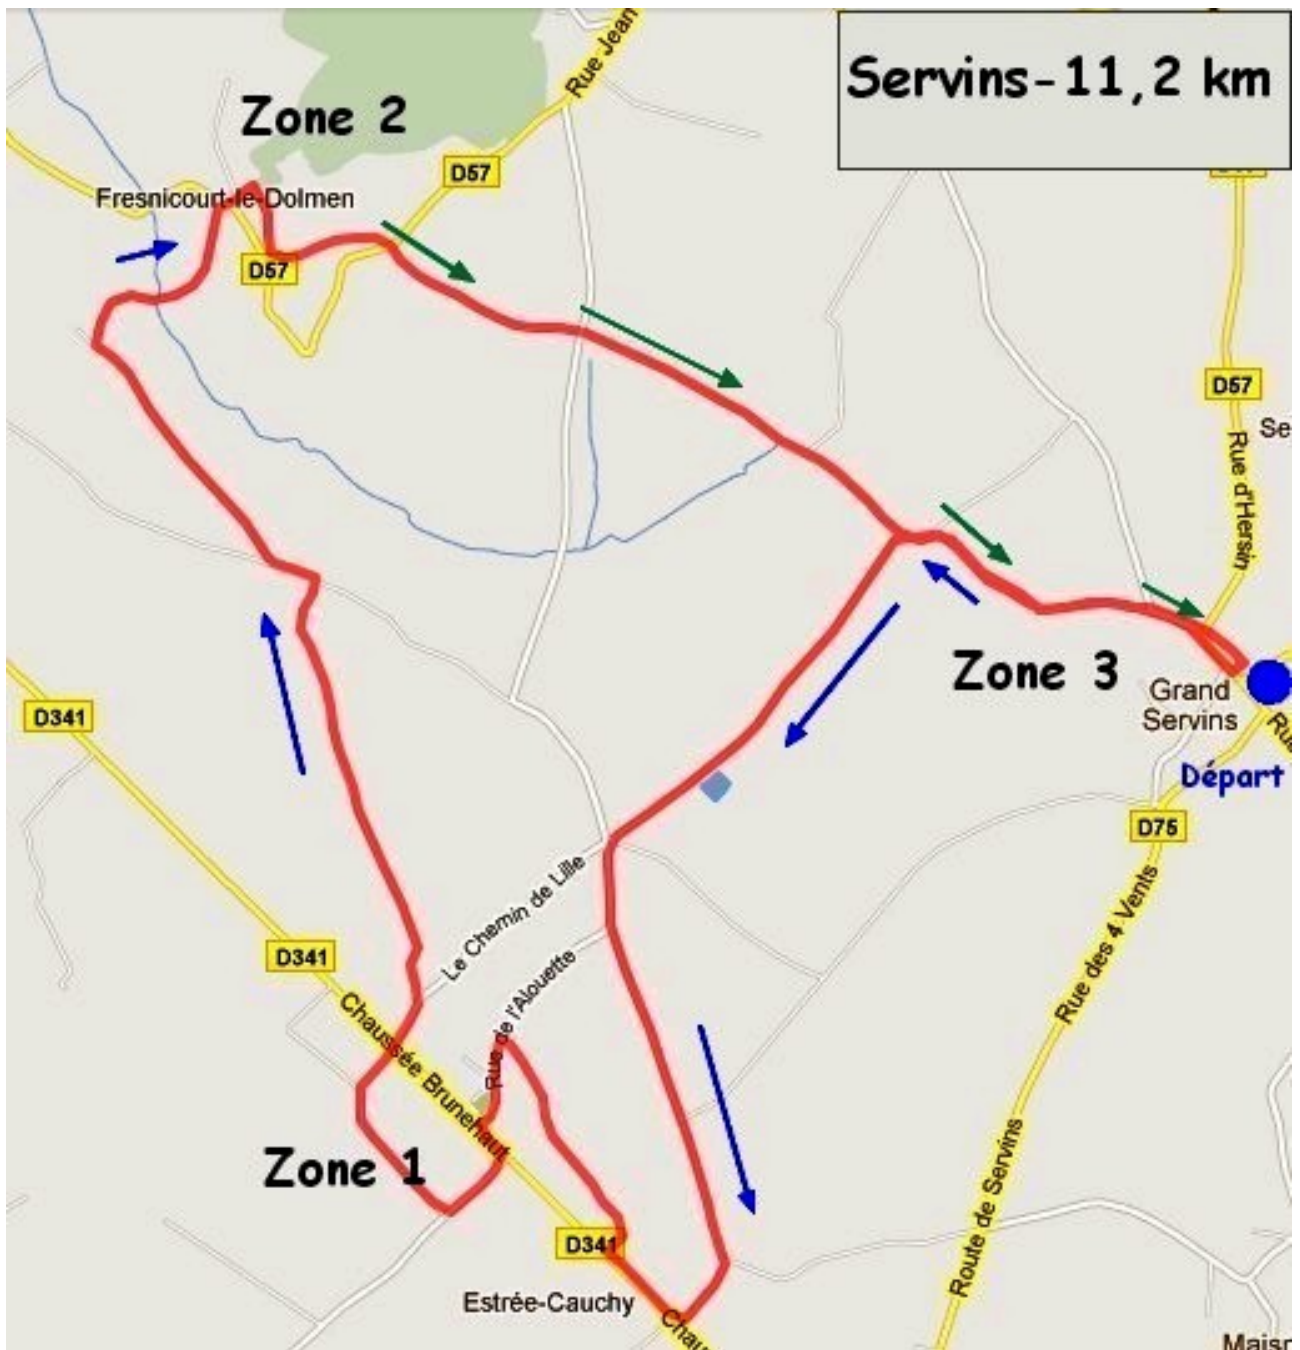 Servins-11,2 km
Rue Jean
Zone 2
D57
Fresnicourt-le-Dolmen
D57
D57
Rue d'Hersin
Se
Zone 3
Grand
Servins
D341
Départ
D75
Le Chemin de Lille
Rue des 4 Vents
D341
Rue de l'Alouette
Chaussée Brunehaut
Zone 1
Route de Servins
D341
Estrée-Cauchy